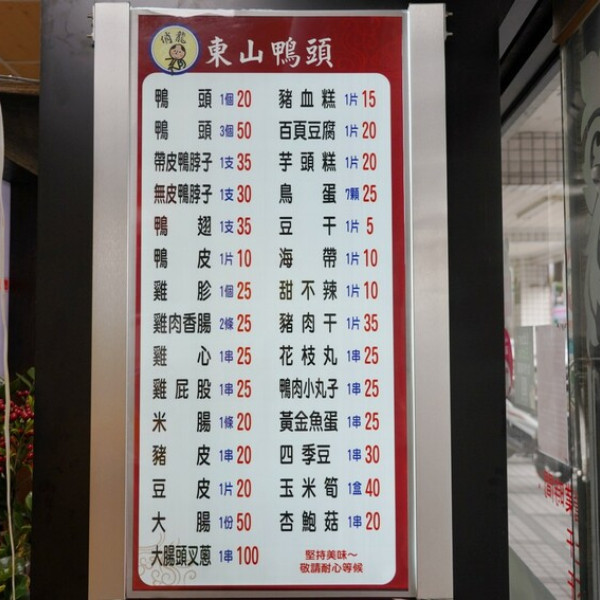 脩龍
東山鴨頭
鴨頭 1個 20
鴨頭 3個 50
帶皮鴨脖子 1支 35
無皮鴨脖子 1支 30
鴨翅 1支 35
鴨皮 1片 10
雞胗 1個 25
雞肉香腸 2條 25
雞心 1串 25
雞屁股 1串 25
米腸 1條 20
豬皮 1串 20
豆皮 1片 20
大腸 1份 50
大腸頭叉蔥 1串 100
豬血糕 1片 15
百頁豆腐 1片 20
芋頭糕 1片 20
鳥蛋 7顆 25
豆干 1片 5
海帶 1片 10
甜不辣 1片 10
豬肉干 1片 35
花枝丸 1串 25
鴨肉小丸子 1串 25
黃金魚蛋 1串 25
四季豆 1串 30
玉米筍 1盒 40
杏鮑菇 1串 20
堅持美味～
敬請耐心等候